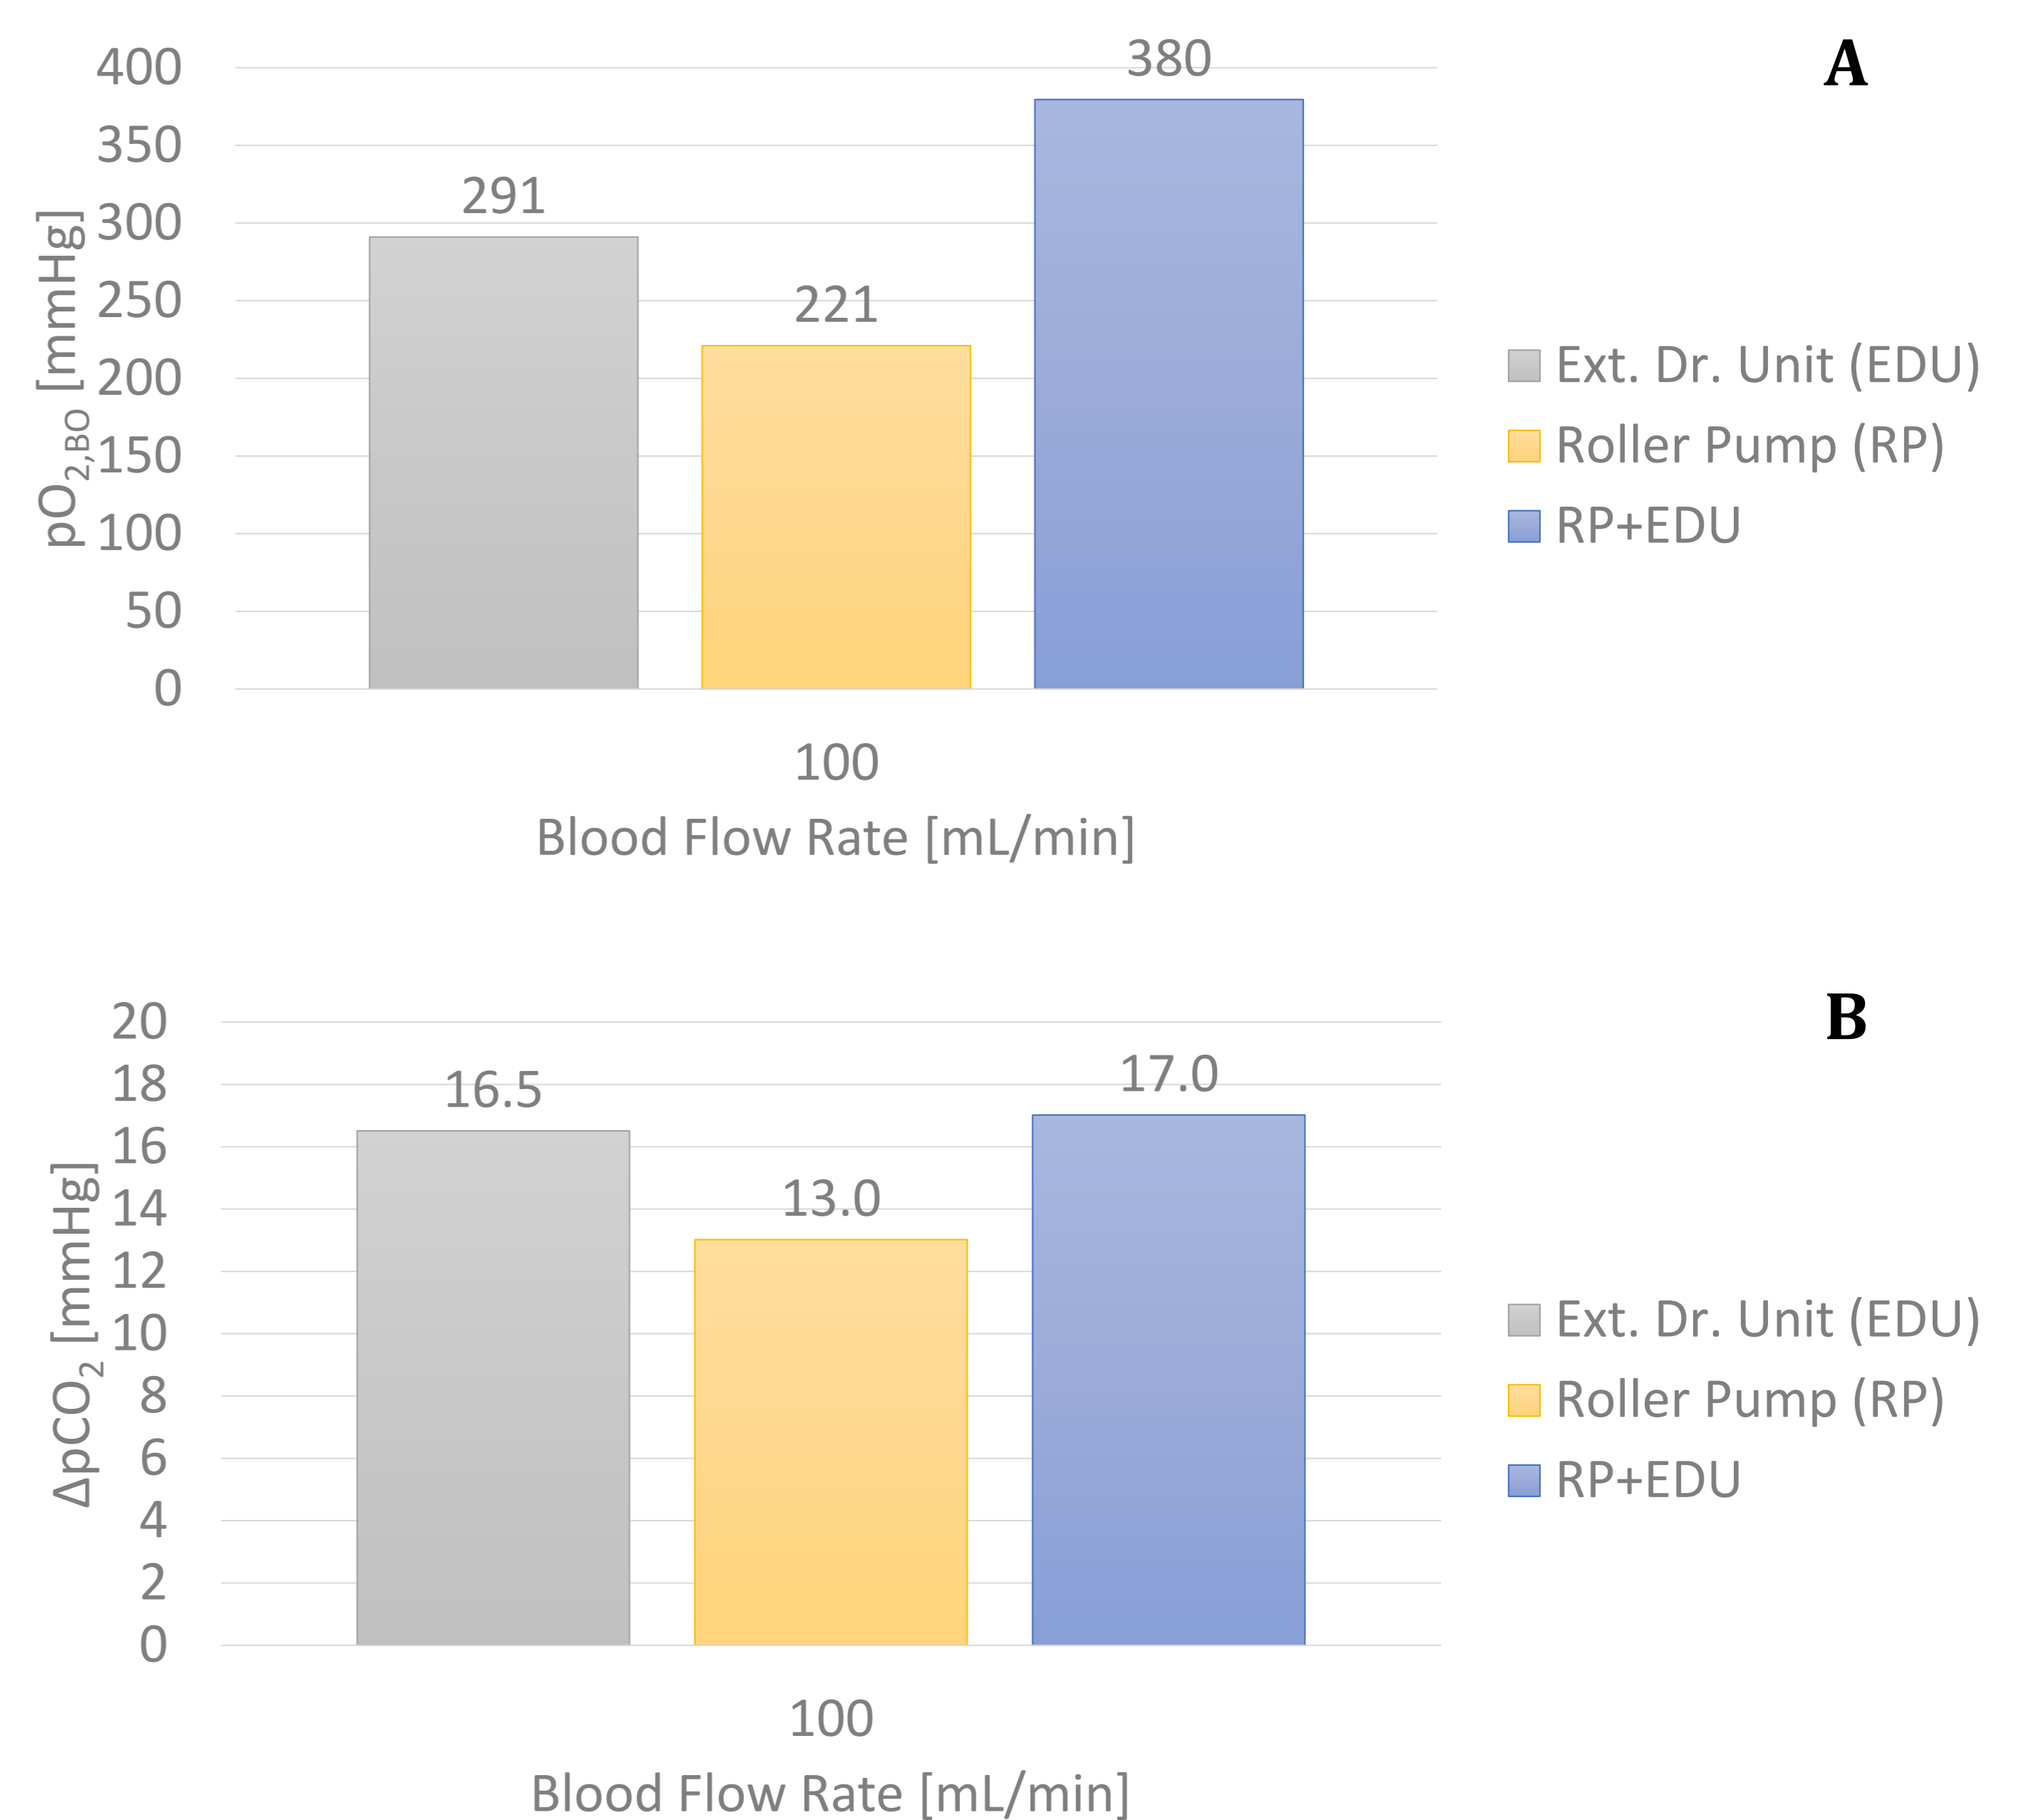 A
400
350
300
250
200
150
100
50
0
pO2,BO [mmHg]
291
221
380
100
Blood Flow Rate [mL/min]
Ext. Dr. Unit (EDU)
Roller Pump (RP)
RP+EDU
B
20
18
16
14
12
10
8
6
4
2
0
ΔpCO2 [mmHg]
16.5
13.0
17.0
100
Blood Flow Rate [mL/min]
Ext. Dr. Unit (EDU)
Roller Pump (RP)
RP+EDU